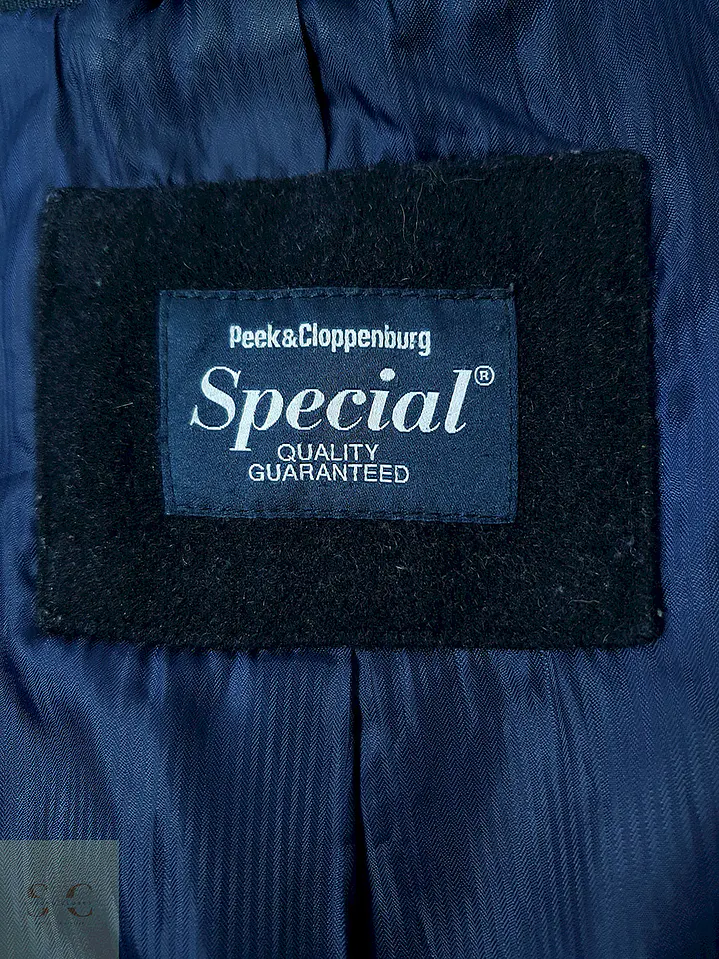 Peek&Cloppenburg
Special®
QUALITY
GUARANTEED
S C